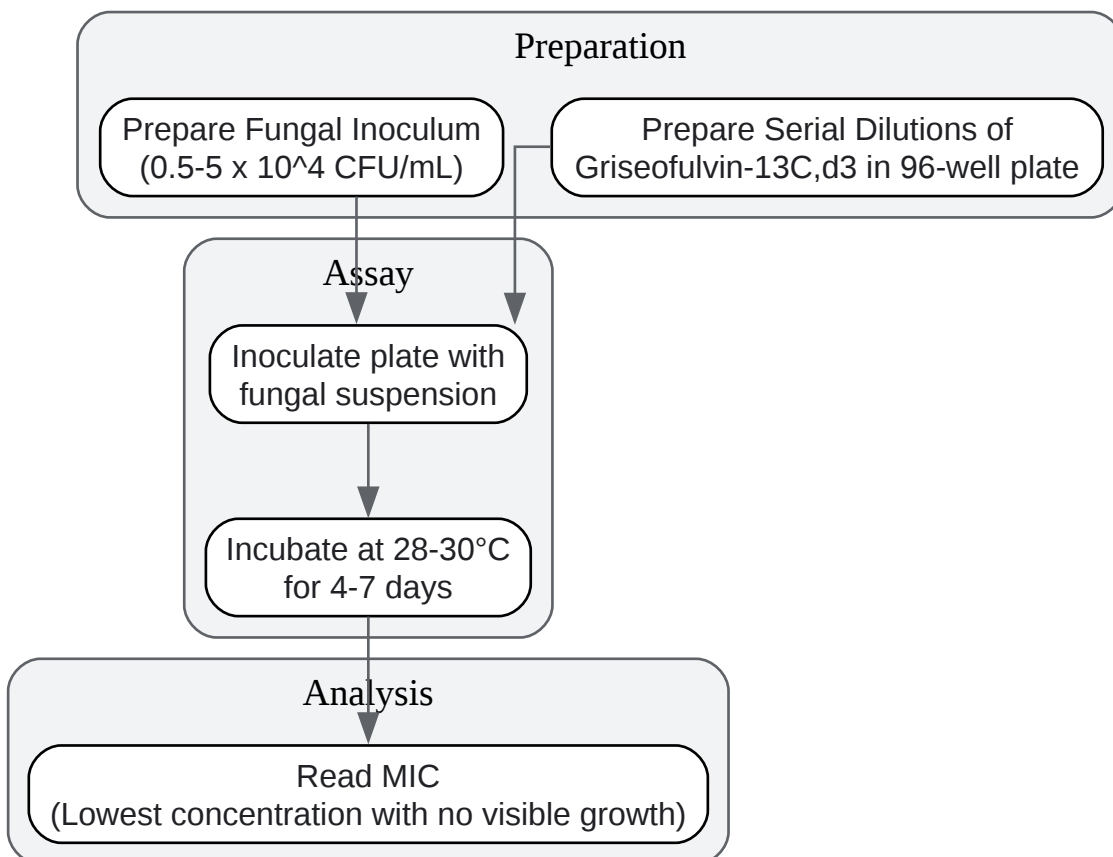 Preparation
Prepare Fungal Inoculum
(0.5-5 x 10^4 CFU/mL)
Prepare Serial Dilutions of
Griseofulvin-13C,d3 in 96-well plate
Assay
Inoculate plate with
fungal suspension
Incubate at 28-30°C
for 4-7 days
Analysis
Read MIC
(Lowest concentration with no visible growth)